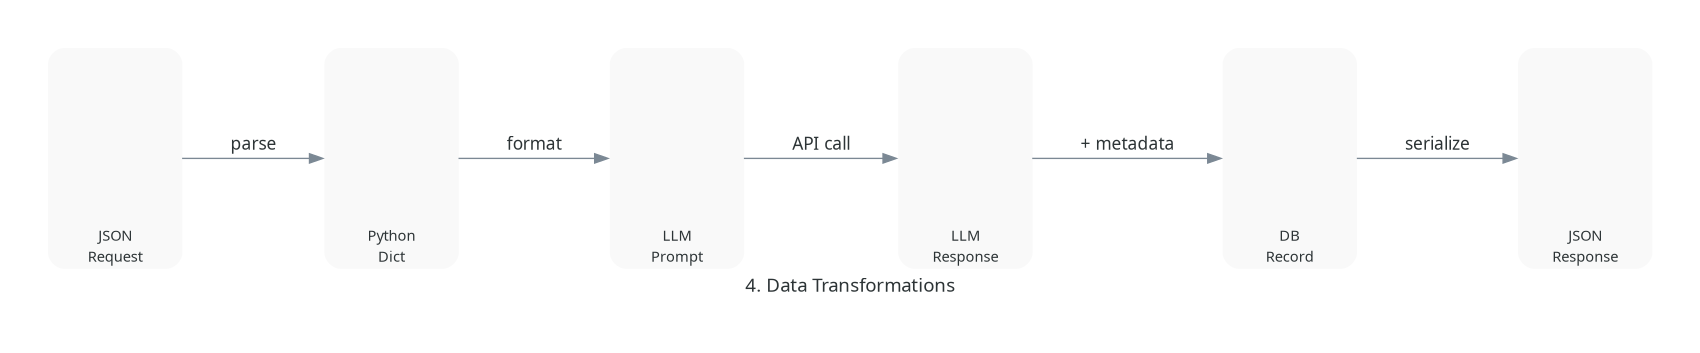 parse
format
API call
+ metadata
serialize
JSON
Request
Python
Dict
LLM
Prompt
LLM
Response
DB
Record
JSON
Response
4. Data Transformations